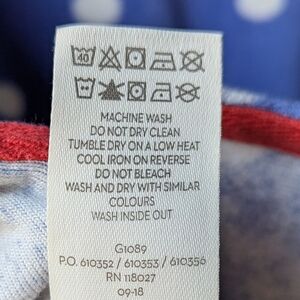 40
MACHINE WASH
DO NOT DRY CLEAN
TUMBLE DRY ON A LOW HEAT
COOL IRON ON REVERSE
DO NOT BLEACH
WASH AND DRY WITH SIMILAR
COLOURS
WASH INSIDE OUT
G1089
P.O. 610352 / 610353 / 610356
RN 118027
09-18